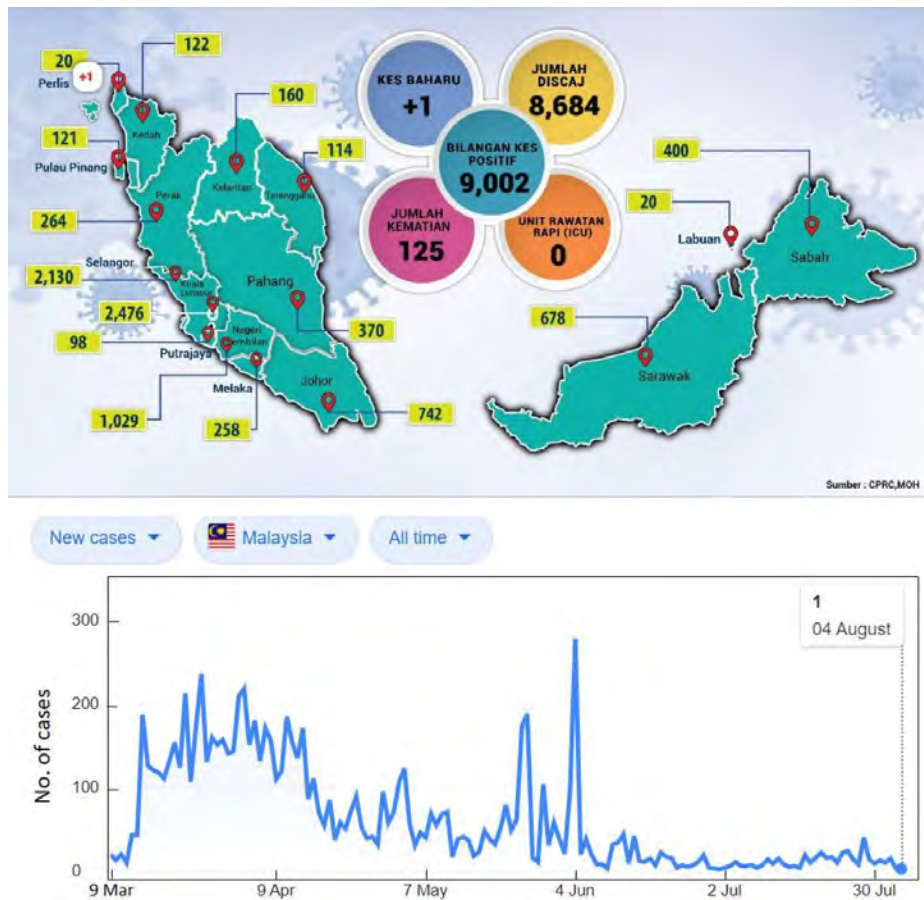 122
20
Perlis
+1
Kedah
160
121
Pulau Pinang
Kelantan
114
Terengganu
264
Perak
Selangor
2,130
Kuala
Lumpur
Pahang
2,476
370
98
Putrajaya
Negeri
Sembilan
1,029
Melaka
258
Johor
742
KES BAHARU
+1
JUMLAH
DISCAJ
8,684
BILANGAN KES
POSITIF
9,002
JUMLAH
KEMATIAN
125
UNIT RAWATAN
RAPI (ICU)
0
400
20
Labuan
Sabah
678
Sarawak
Sumber : CPRC,MOH
New cases
Malaysia
All time
1
04 August
No. of cases
300
200
100
0
9 Mar
9 Apr
7 May
4 Jun
2 Jul
30 Jul